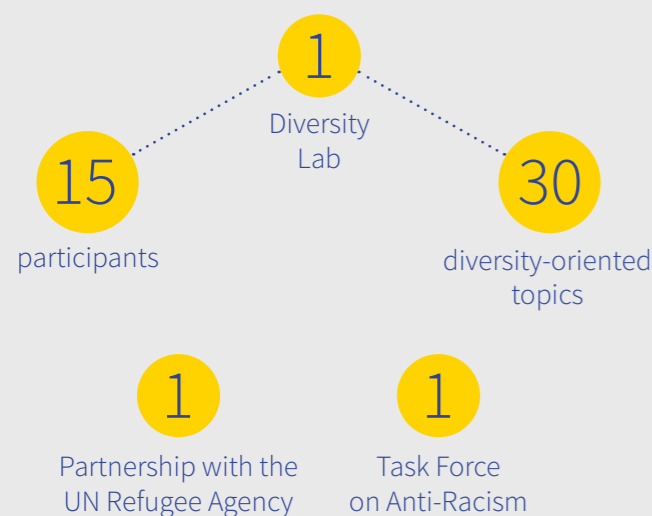 1
Diversity
Lab
15
participants
30
diversity-oriented
topics
1
Partnership with the
UN Refugee Agency
1
Task Force
on Anti-Racism